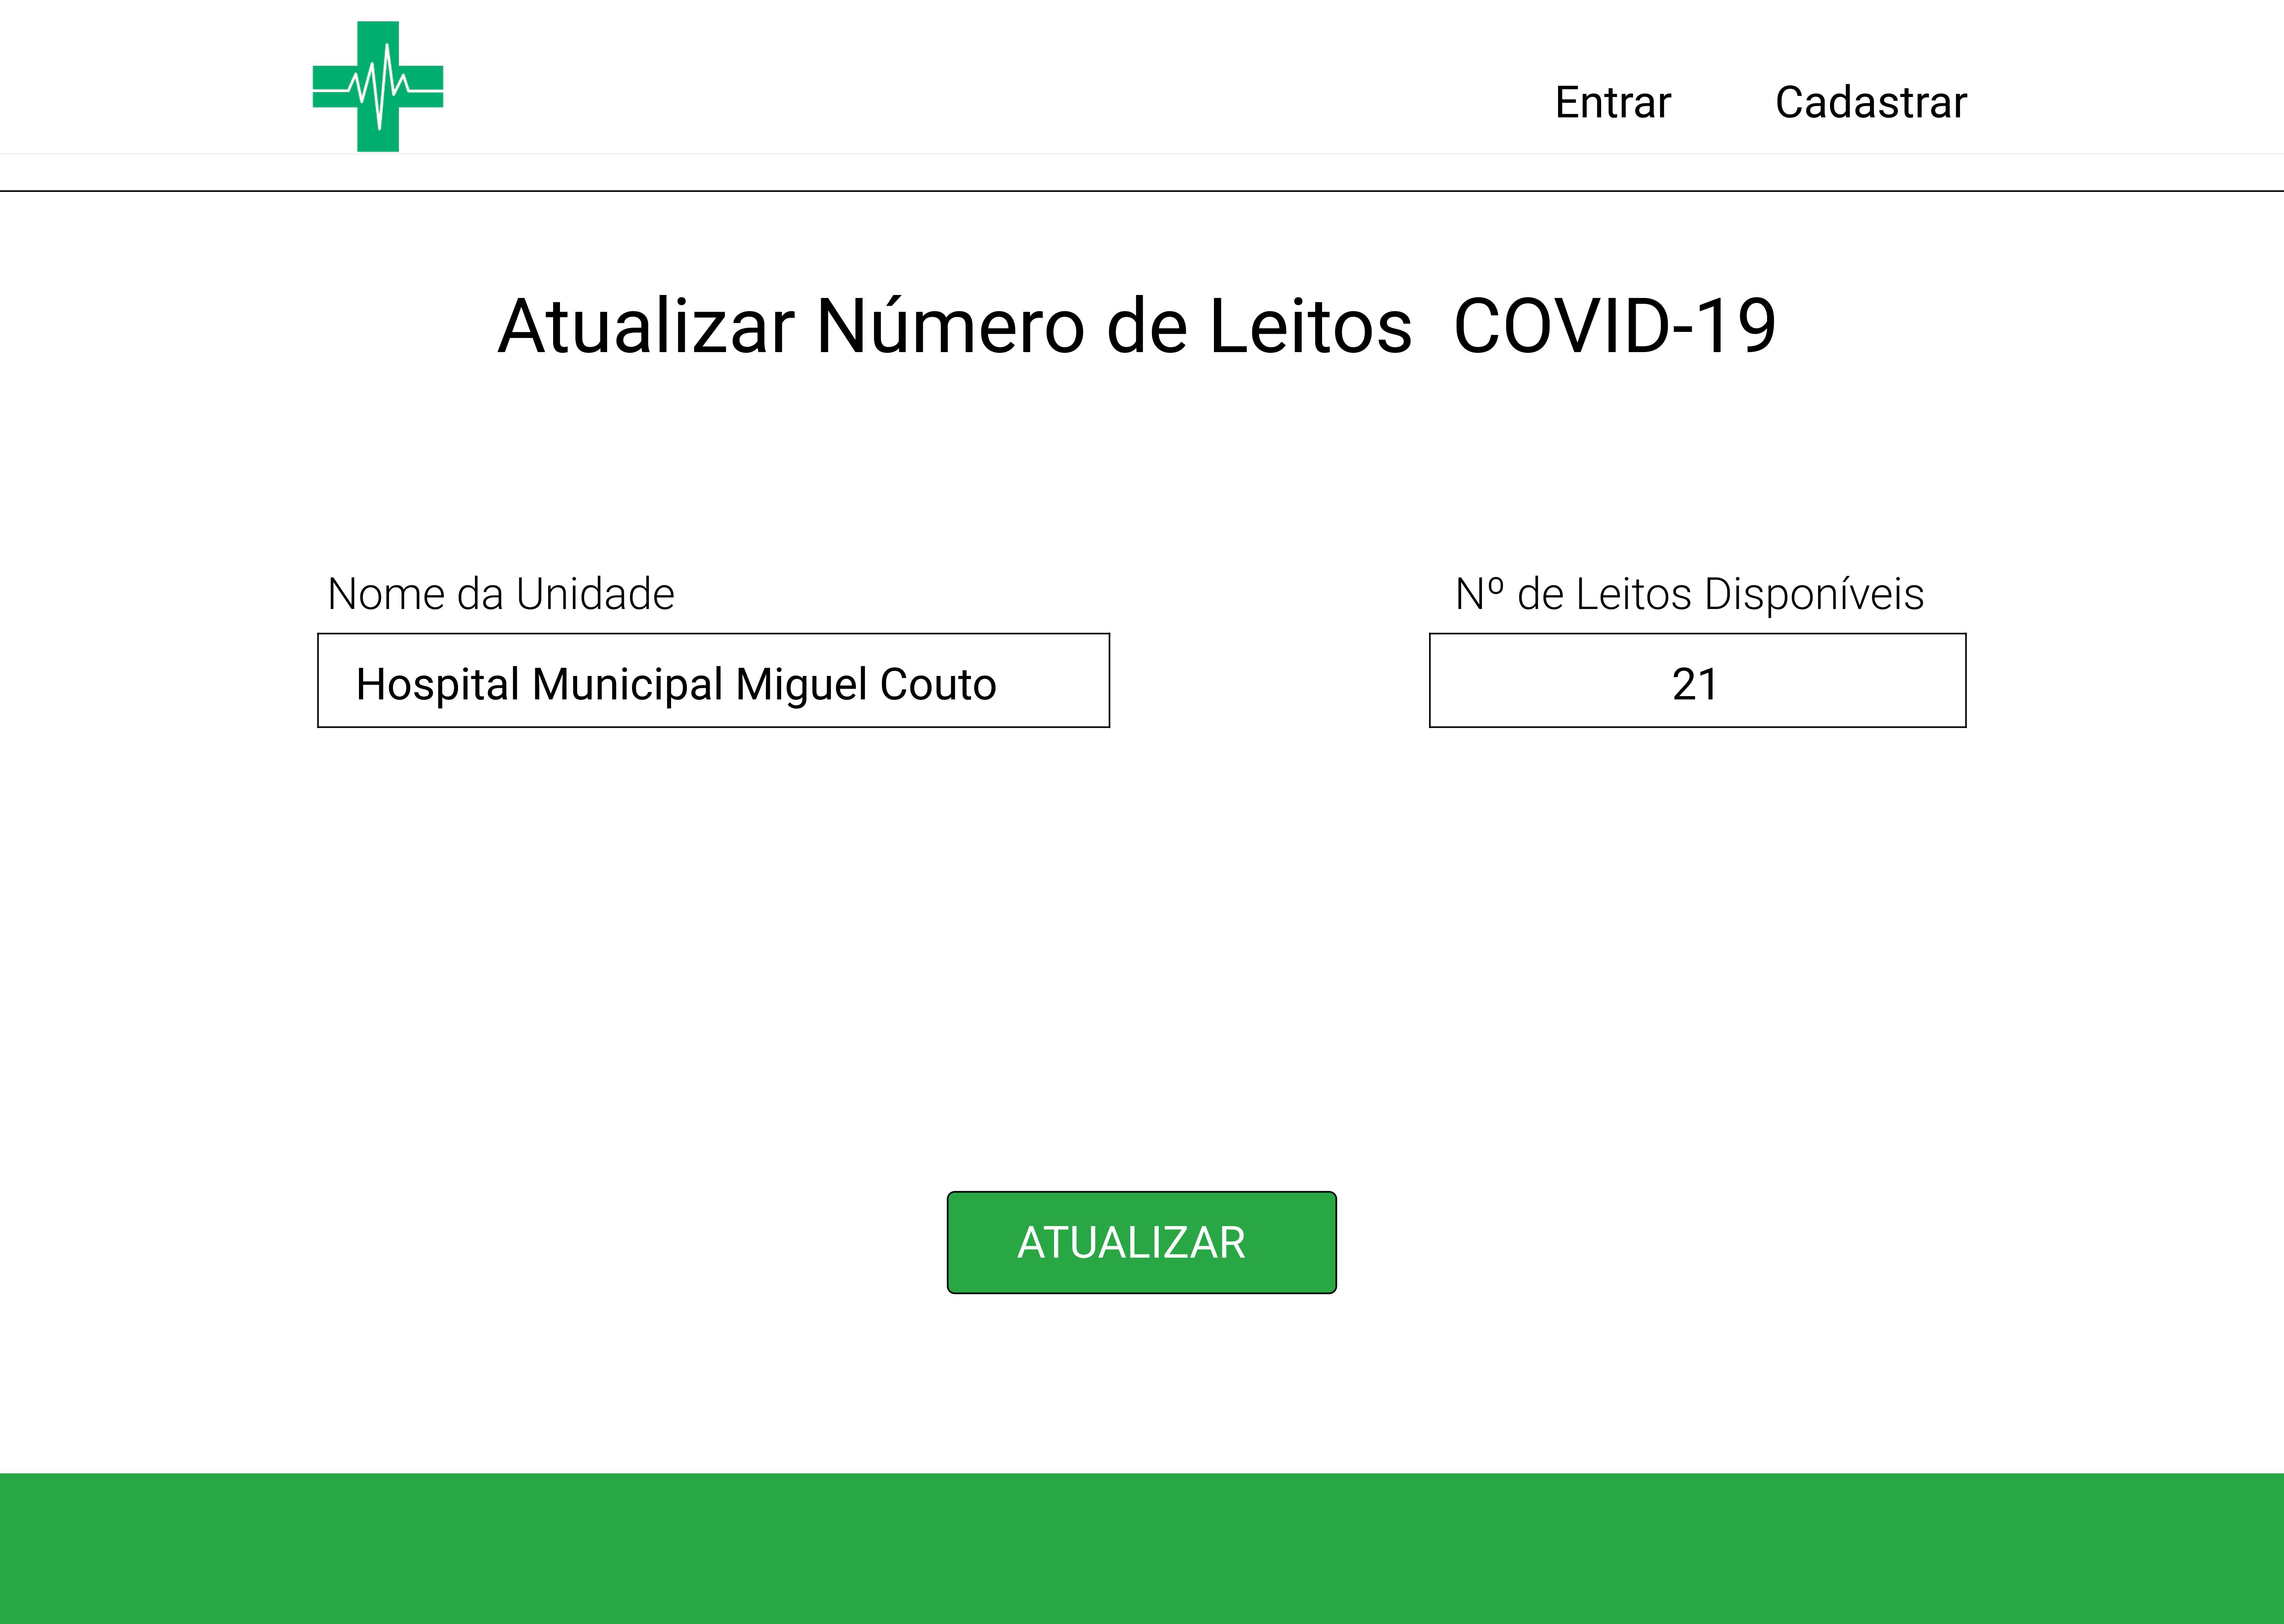 Entrar Cadastrar
Atualizar Número de Leitos  COVID-19
Nome da Unidade
Nº de Leitos Disponíveis
Hospital Municipal Miguel Couto
21
ATUALIZAR